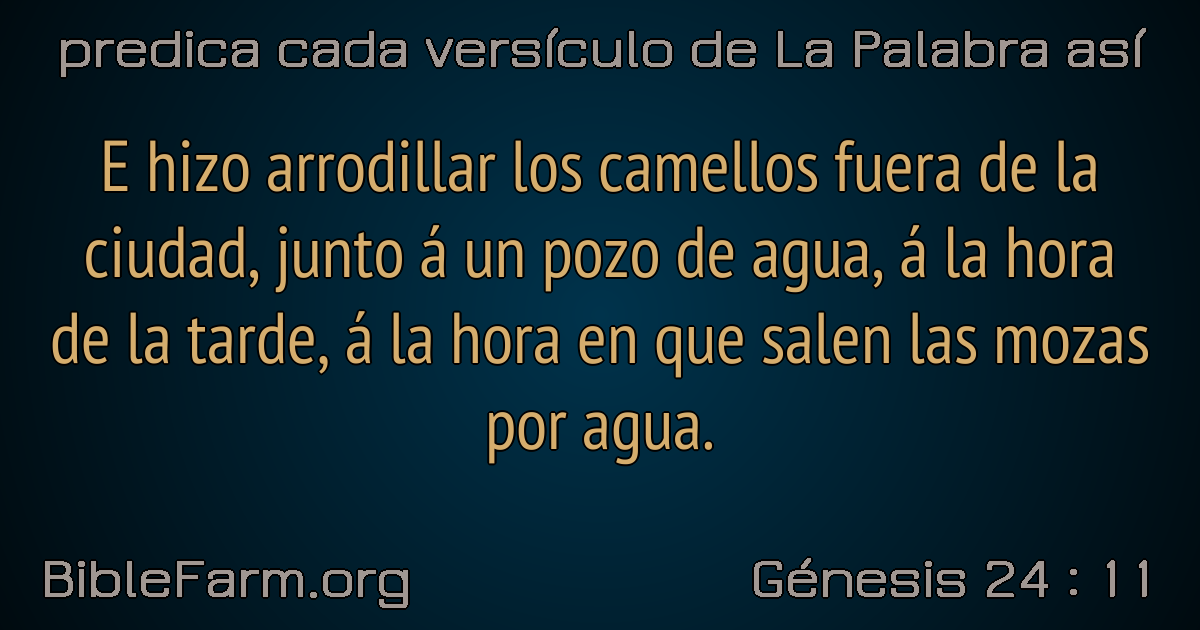 predica cada versículo de La Palabra así
E hizo arrodillar los camellos fuera de la
ciudad, junto á un pozo de agua, á la hora
de la tarde, á la hora en que salen las mozas
por agua.
BibleFarm.org
Génesis 24 : 11